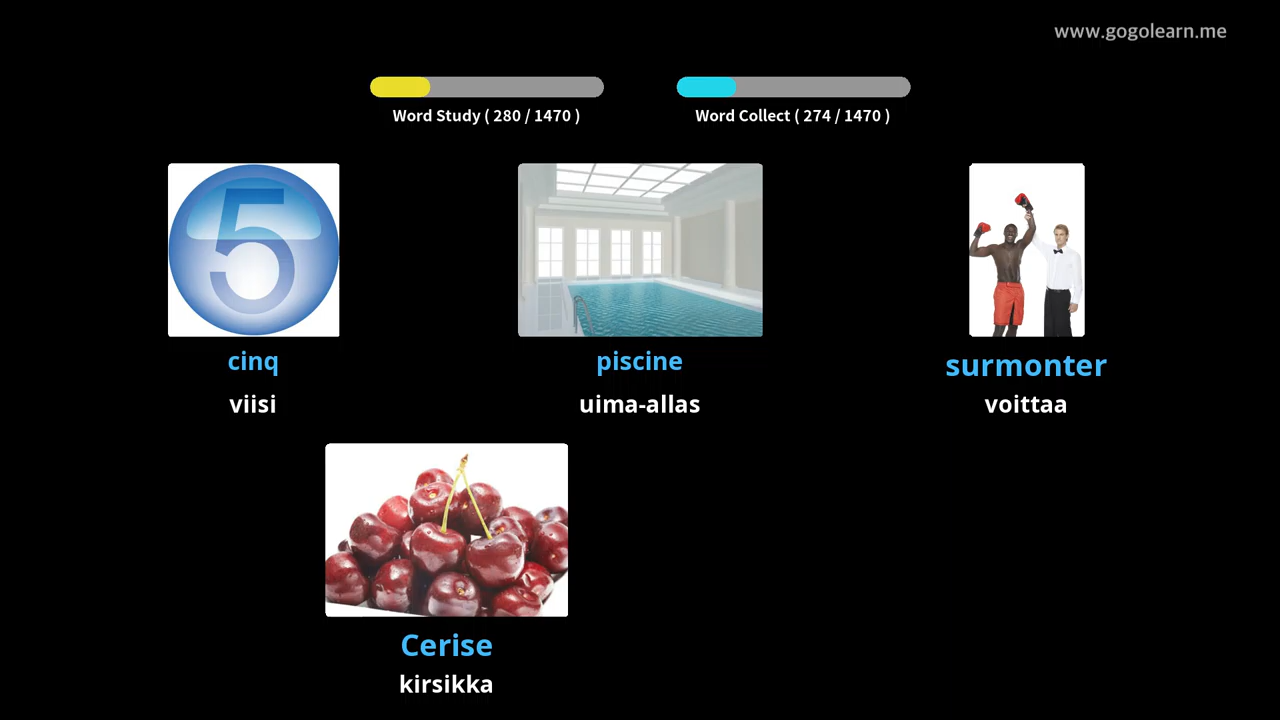 www.gogolearn.me
Word Study ( 280 / 1470 )
Word Collect ( 274 / 1470 )
5
cinq
piscine
surmonter
viisi
uima-allas
voittaa
Cerise
kirsikka